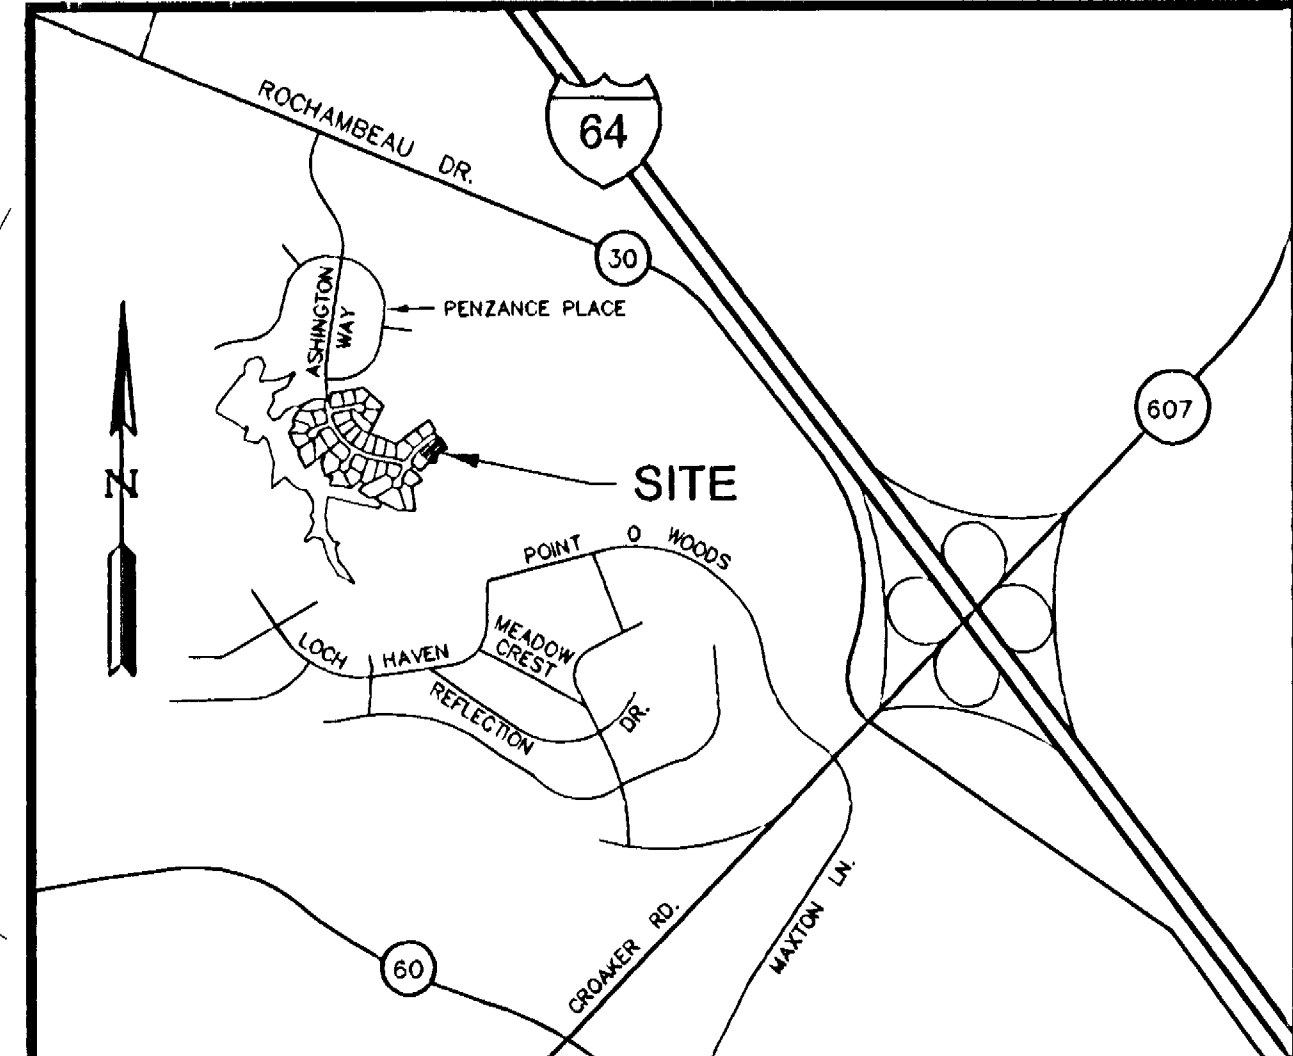 ROCHAMBEAU DR.
64
30
ASHINGTON
WAY
PENZANCE PLACE
607
N
SITE
POINT O WOODS
MEADOW
CREST
LOCH HAVEN
REFLECTION DR.
MAXTON LN.
CROAKER RD.
60